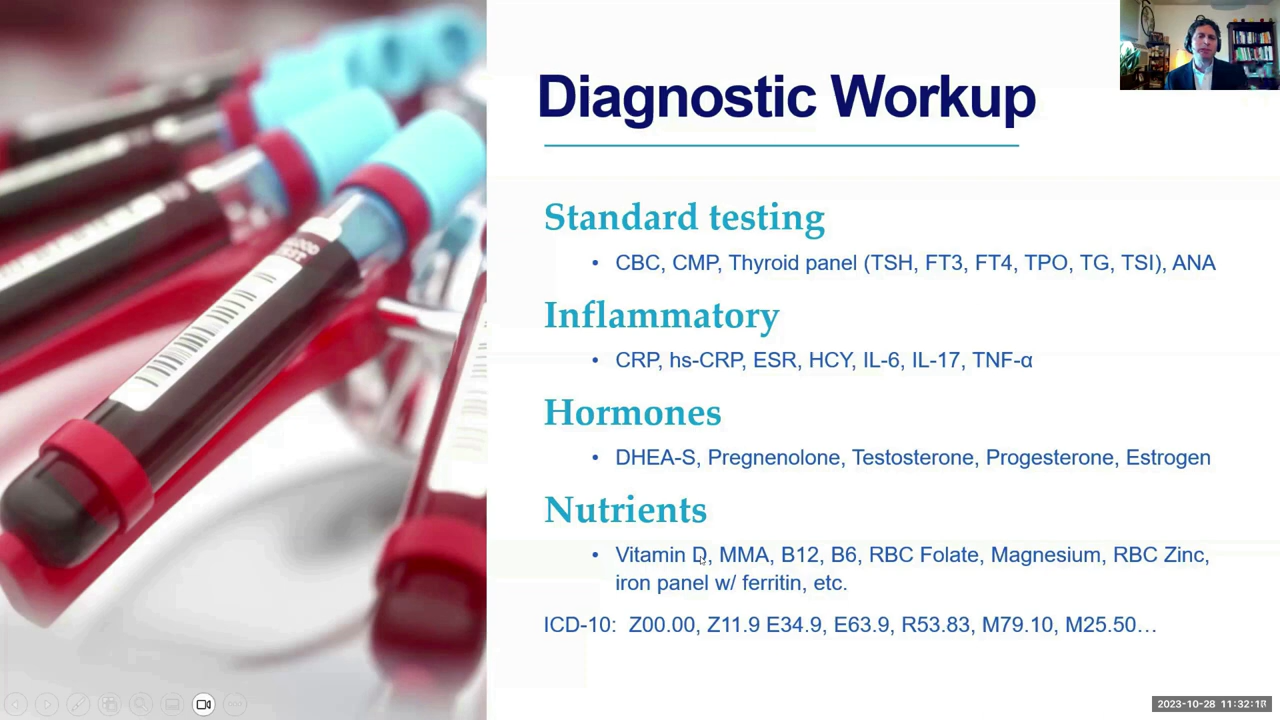 Diagnostic Workup
Standard testing
• CBC, CMP, Thyroid panel (TSH, FT3, FT4, TPO, TG, TSI), ANA
Inflammatory
• CRP, hs-CRP, ESR, HCY, IL-6, IL-17, TNF-α
Hormones
• DHEA-S, Pregnenolone, Testosterone, Progesterone, Estrogen
Nutrients
• Vitamin D, MMA, B12, B6, RBC Folate, Magnesium, RBC Zinc,
iron panel w/ ferritin, etc.
ICD-10: Z00.00, Z11.9 E34.9, E63.9, R53.83, M79.10, M25.50…
2023-10-28